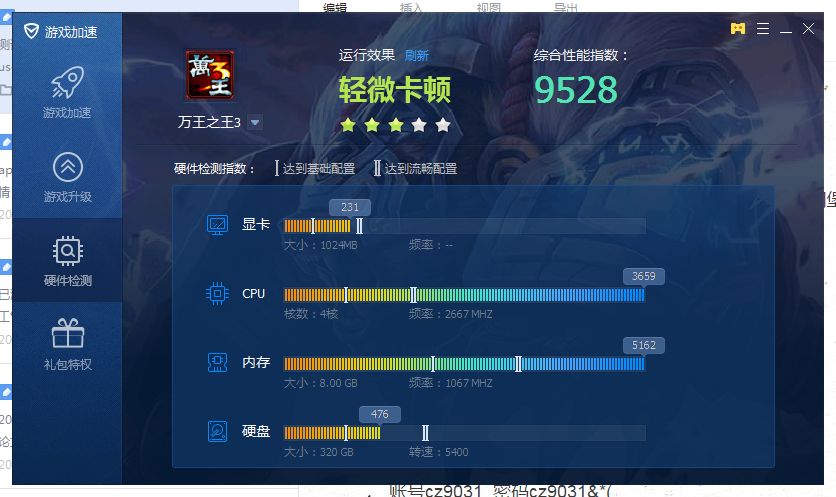 编辑 插入 视图 导出
游戏加速
游戏加速
游戏升级
硬件检测
礼包特权
万王之王3
运行效果 刷新
轻微卡顿
综合性能指数：
9528
硬件检测指数： 达到基础配置 达到流畅配置
231
显卡
大小：1024MB 频率：--
3659
CPU
核数：4核 频率：2667 MHZ
5162
内存
大小：8.00 GB 频率：1067 MHZ
476
硬盘
大小：320 GB 转速：5400
账号cz9031 密码cz9031&*(